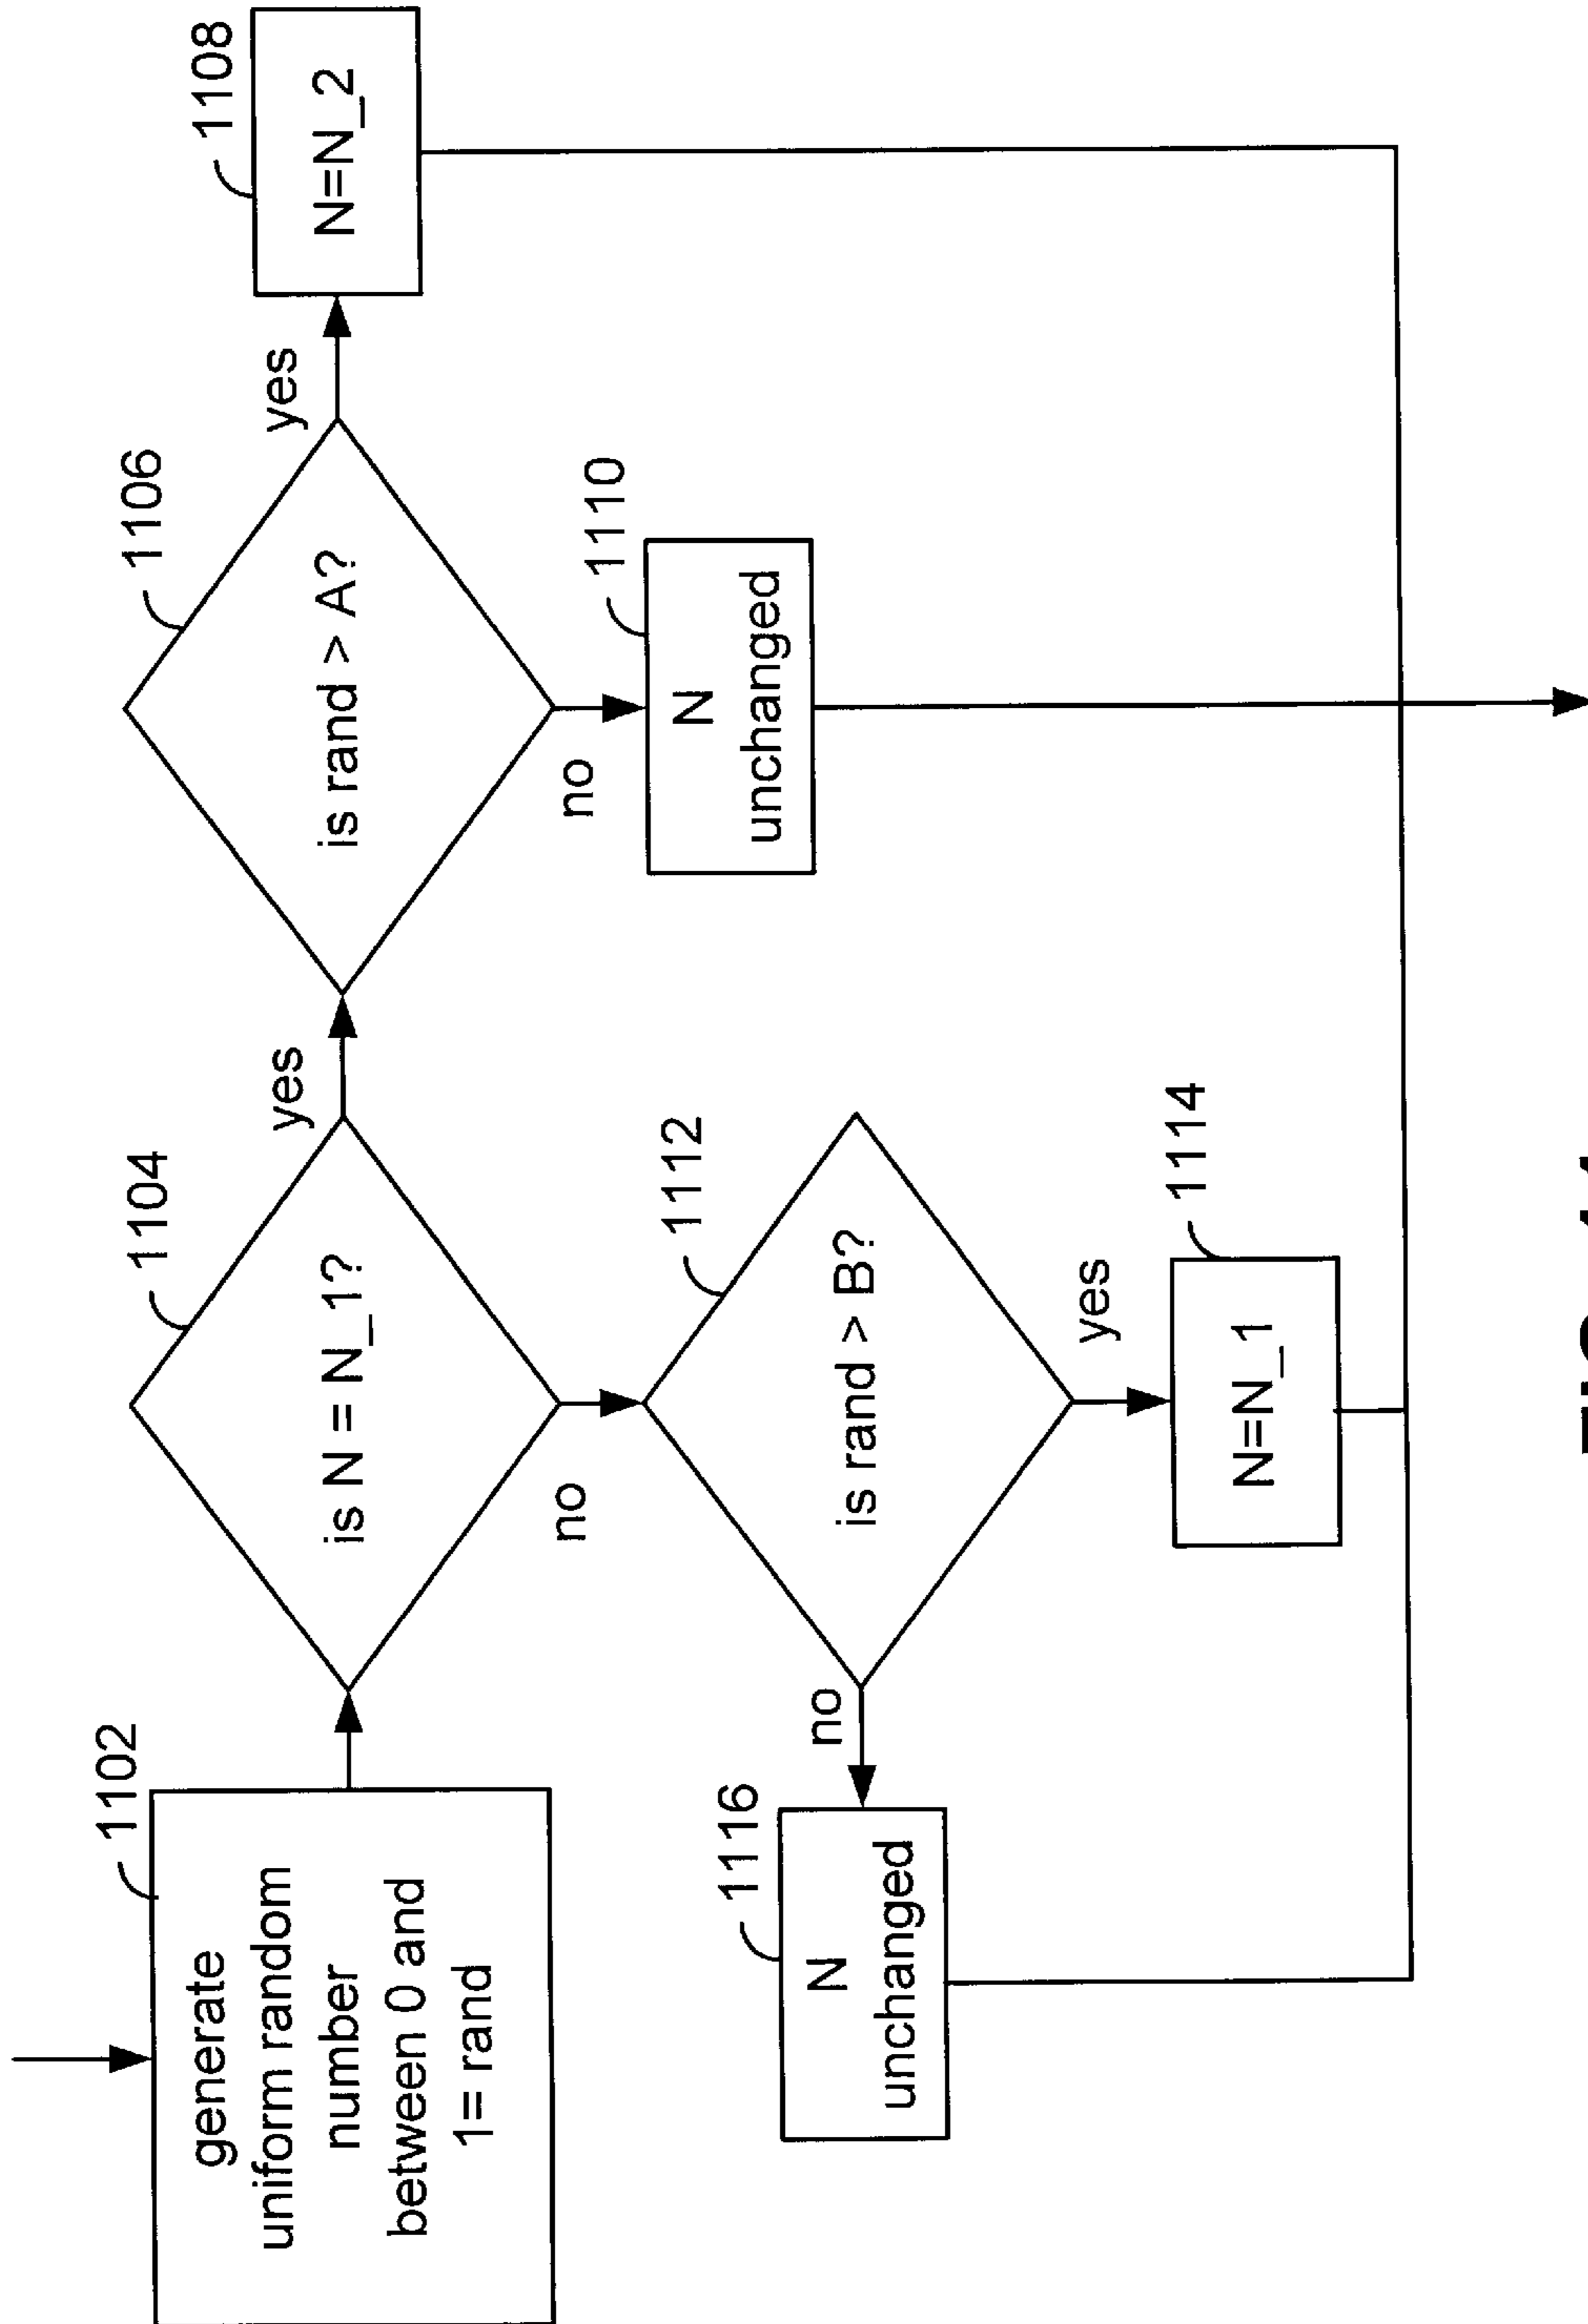 1102
generate
uniform random
number
between 0 and
1= rand
1104
is N = N_1?
yes
no
1106
is rand > A?
yes
no
1108
N=N_2
1110
N
unchanged
1112
is rand > B?
no
yes
1114
N=N_1
1116
N
unchanged